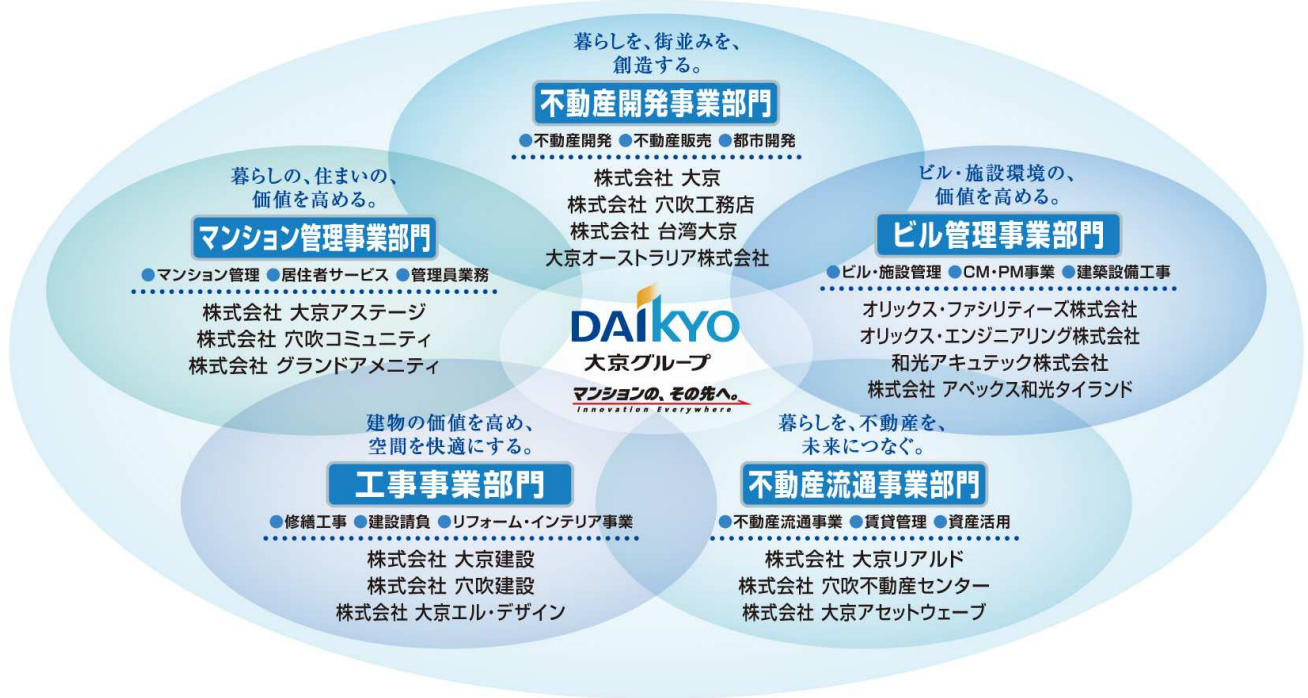 暮らしを、街並みを、
創造する。
不動産開発事業部門
●不動産開発 ●不動産販売 ●都市開発
株式会社 大京
株式会社 穴吹工務店
株式会社 台湾大京
大京オーストラリア株式会社
暮らしの、住まいの、
価値を高める。
マンション管理事業部門
●マンション管理 ●居住者サービス ●管理員業務
株式会社 大京アステージ
株式会社 穴吹コミュニティ
株式会社 グランドアメニティ
ビル・施設環境の、
価値を高める。
ビル管理事業部門
●ビル・施設管理 ●CM・PM事業 ●建築設備工事
オリックス・ファシリティーズ株式会社
オリックス・エンジニアリング株式会社
和光アキュテック株式会社
株式会社 アペックス和光タイランド
DAIKYO
大京グループ
マンションの、その先へ。
Innovation Everywhere
建物の価値を高め、
空間を快適にする。
工事事業部門
●修繕工事 ●建設請負 ●リフォーム・インテリア事業
株式会社 大京建設
株式会社 穴吹建設
株式会社 大京エル・デザイン
暮らしを、不動産を、
未来につなぐ。
不動産流通事業部門
●不動産流通事業 ●賃貸管理 ●資産活用
株式会社 大京リアルド
株式会社 穴吹不動産センター
株式会社 大京アセットウェーブ